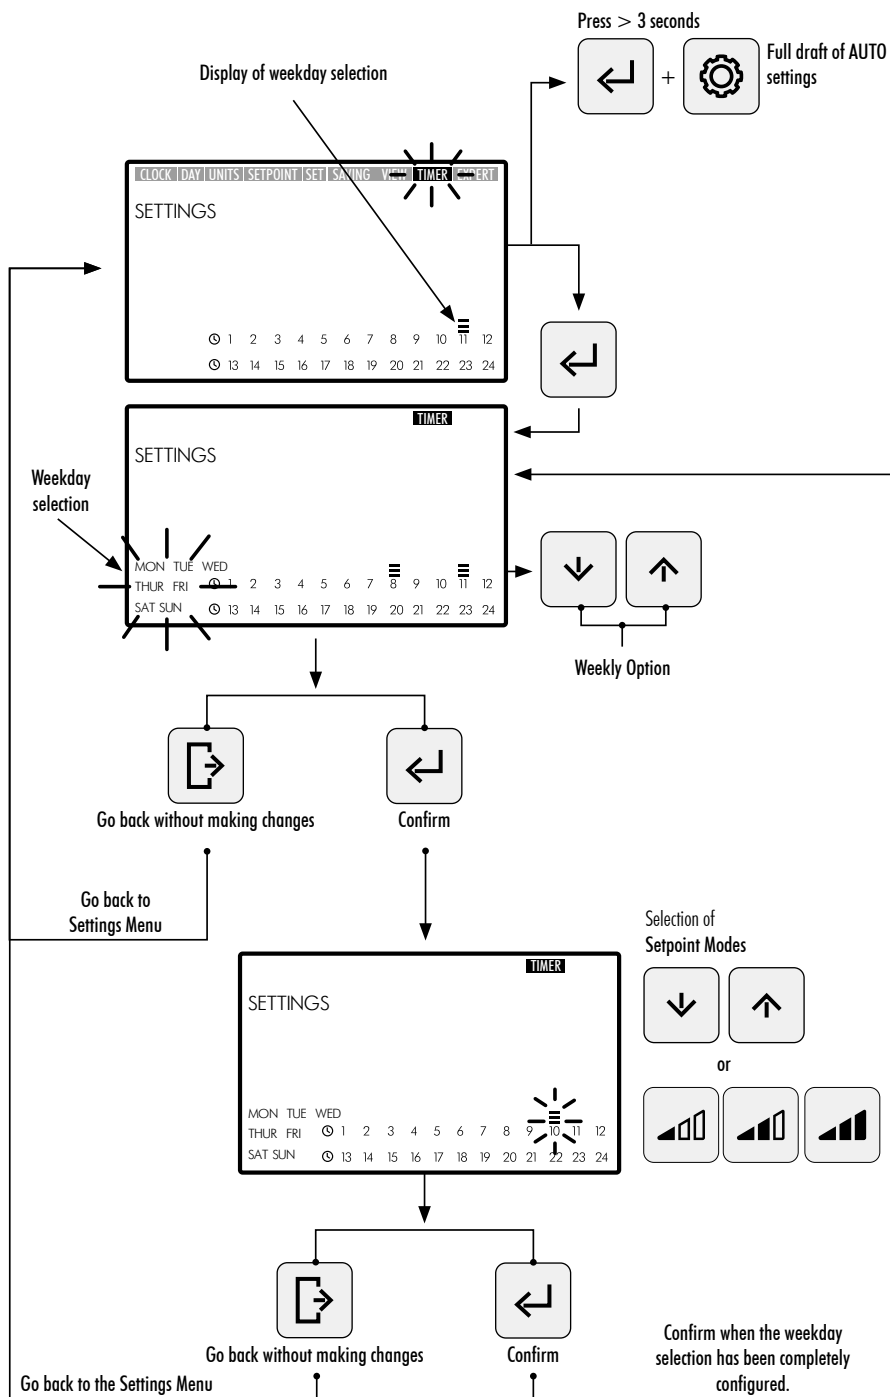 Press > 3 seconds
+
Full draft of AUTO
settings
Display of weekday selection
CLOCK DAY UNITS SETPOINT SET SAVING VIEW TIMER EXPERT
SETTINGS
1 2 3 4 5 6 7 8 9 10 11 12
13 14 15 16 17 18 19 20 21 22 23 24
TIMER
SETTINGS
Weekday
selection
MON TUE WED
THUR FRI 1 2 3 4 5 6 7 8 9 10 11 12
SAT SUN 13 14 15 16 17 18 19 20 21 22 23 24
Weekly Option
Go back without making changes
Confirm
Go back to
Settings Menu
Selection of
Setpoint Modes
or
TIMER
SETTINGS
MON TUE WED
THUR FRI 1 2 3 4 5 6 7 8 9 10 11 12
SAT SUN 13 14 15 16 17 18 19 20 21 22 23 24
Go back without making changes
Confirm
Confirm when the weekday
selection has been completely
configured.
Go back to the Settings Menu